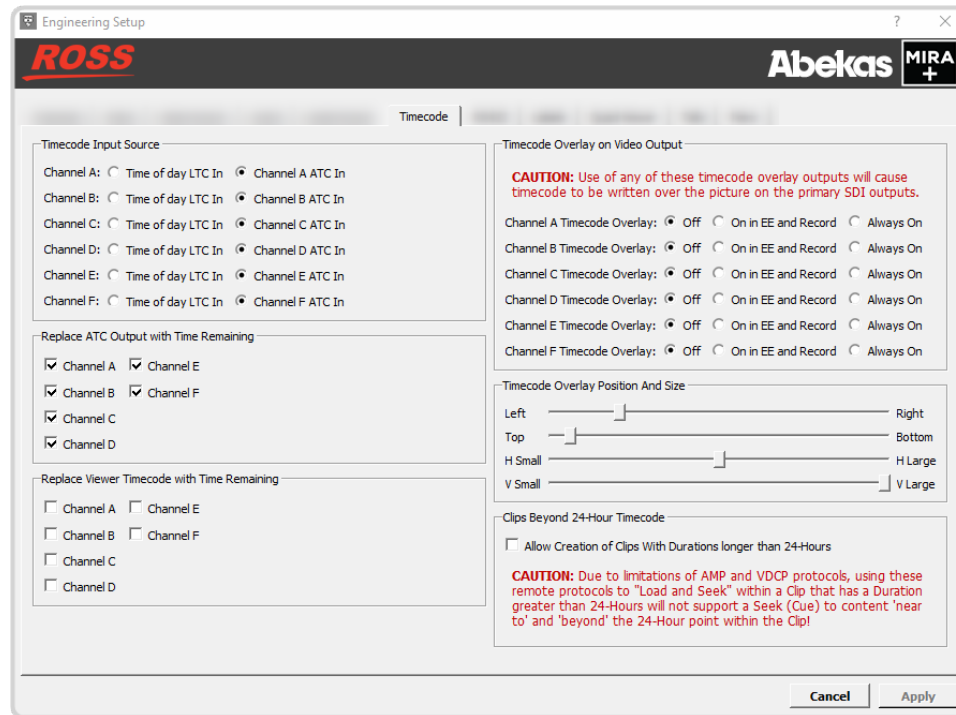 Engineering Setup
?
ROSS
Abekas
MIRA
+
Timecode
Timecode Input Source
Channel A: Time of day LTC In Channel A ATC In
Channel B: Time of day LTC In Channel B ATC In
Channel C: Time of day LTC In Channel C ATC In
Channel D: Time of day LTC In Channel D ATC In
Channel E: Time of day LTC In Channel E ATC In
Channel F: Time of day LTC In Channel F ATC In
Replace ATC Output with Time Remaining
Channel A Channel E
Channel B Channel F
Channel C
Channel D
Replace Viewer Timecode with Time Remaining
Channel A Channel E
Channel B Channel F
Channel C
Channel D
Timecode Overlay on Video Output
CAUTION: Use of any of these timecode overlay outputs will cause
timecode to be written over the picture on the primary SDI outputs.
Channel A Timecode Overlay: Off On in EE and Record Always On
Channel B Timecode Overlay: Off On in EE and Record Always On
Channel C Timecode Overlay: Off On in EE and Record Always On
Channel D Timecode Overlay: Off On in EE and Record Always On
Channel E Timecode Overlay: Off On in EE and Record Always On
Channel F Timecode Overlay: Off On in EE and Record Always On
Timecode Overlay Position And Size
Left Right
Top Bottom
H Small H Large
V Small V Large
Clips Beyond 24-Hour Timecode
Allow Creation of Clips With Durations longer than 24-Hours
CAUTION: Due to limitations of AMP and VDCP protocols, using these
remote protocols to "Load and Seek" within a Clip that has a Duration
greater than 24-Hours will not support a Seek (Cue) to content 'near
to' and 'beyond' the 24-Hour point within the Clip!
Cancel Apply